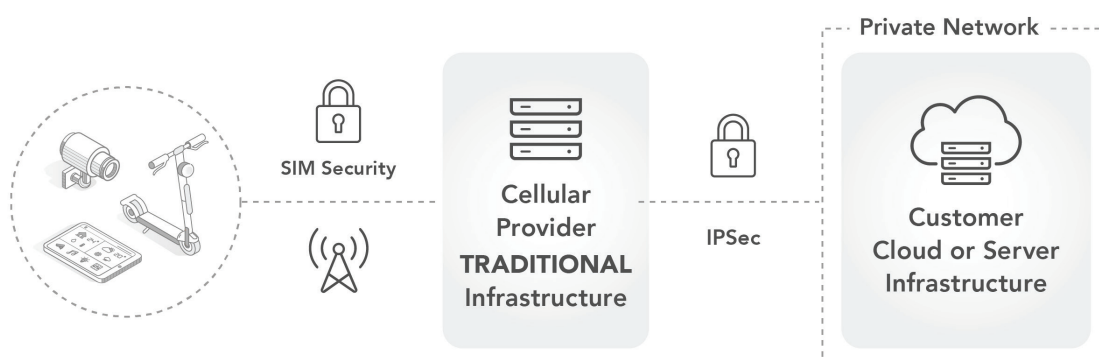 Private Network
SIM Security
Cellular
Provider
TRADITIONAL
Infrastructure
IPSec
Customer
Cloud or Server
Infrastructure